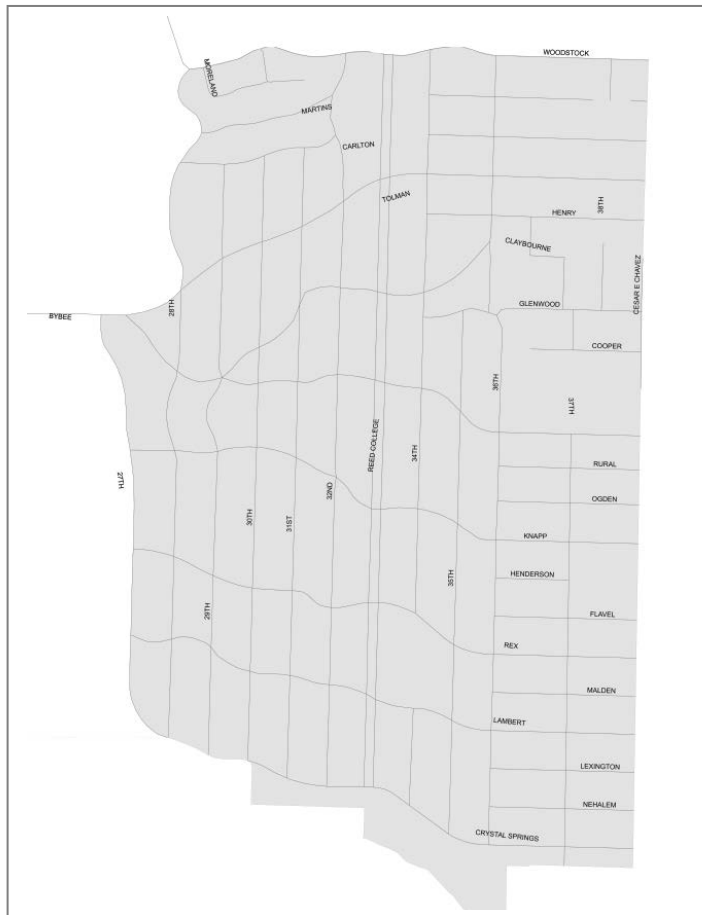 WOODSTOCK
MORELAND
MARTINS
CARLTON
TOLMAN
38TH
HENRY
CLAYBOURNE
CESAR E CHAVEZ
28TH
GLENWOOD
BYBEE
COOPER
36TH
37TH
REED COLLEGE
34TH
RURAL
27TH
32ND
OGDEN
30TH
31ST
KNAPP
35TH
HENDERSON
29TH
FLAVEL
REX
MALDEN
LAMBERT
LEXINGTON
NEHALEM
CRYSTAL SPRINGS